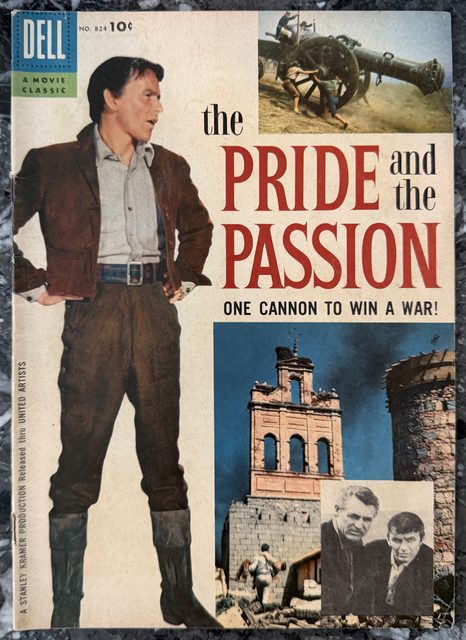 DELL
NO. 824 10¢
A MOVIE
CLASSIC
the
PRIDE and
the
PASSION
ONE CANNON TO WIN A WAR!
A STANLEY KRAMER PRODUCTION Released thru UNITED ARTISTS